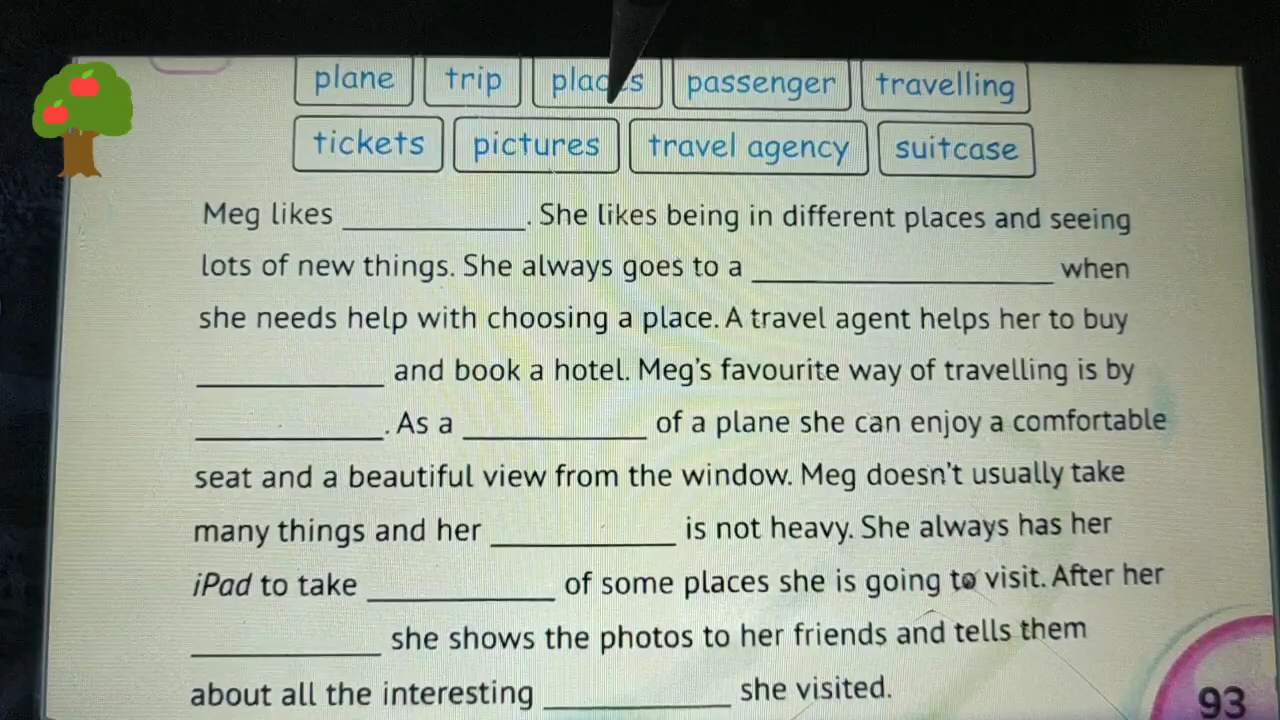 plane trip places passenger travelling
tickets pictures travel agency suitcase
Meg likes ___________. She likes being in different places and seeing
lots of new things. She always goes to a ___________________ when
she needs help with choosing a place. A travel agent helps her to buy
____________ and book a hotel. Meg's favourite way of travelling is by
____________. As a ____________ of a plane she can enjoy a comfortable
seat and a beautiful view from the window. Meg doesn't usually take
many things and her ____________ is not heavy. She always has her
iPad to take ____________ of some places she is going to visit. After her
____________ she shows the photos to her friends and tells them
about all the interesting ____________ she visited.
93